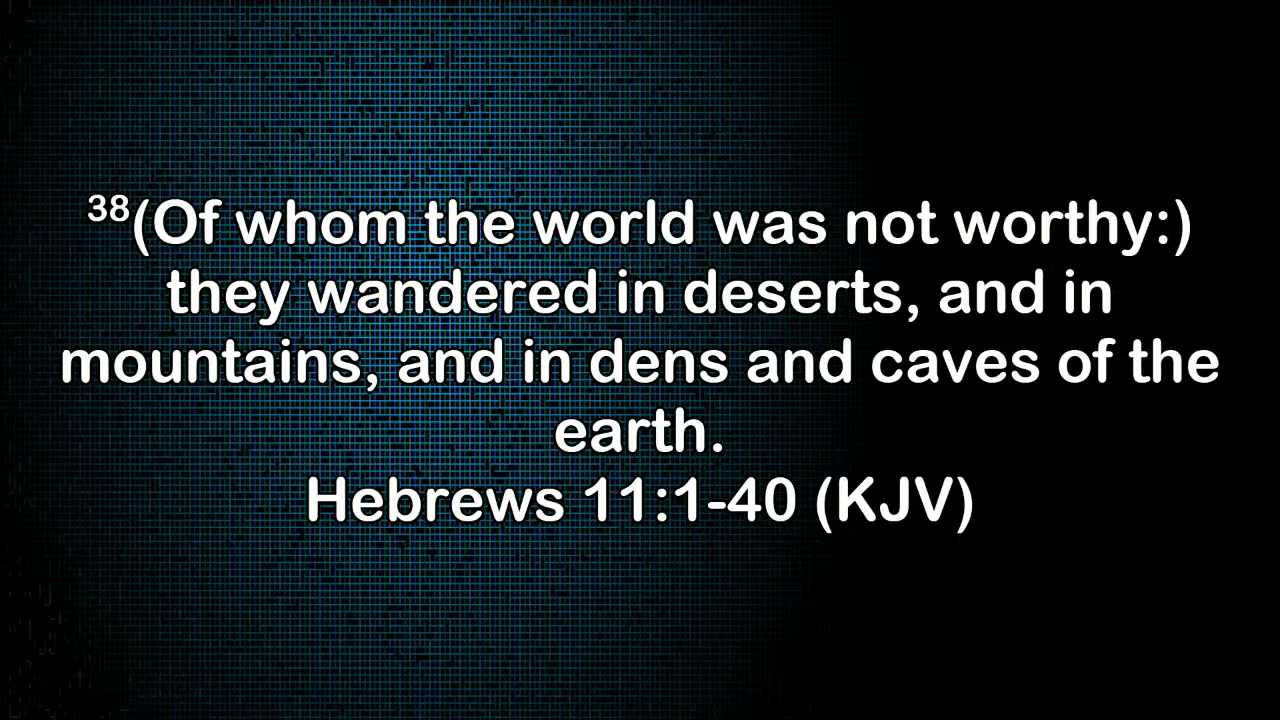 38(Of whom the world was not worthy:)
they wandered in deserts, and in
mountains, and in dens and caves of the
earth.
Hebrews 11:1-40 (KJV)